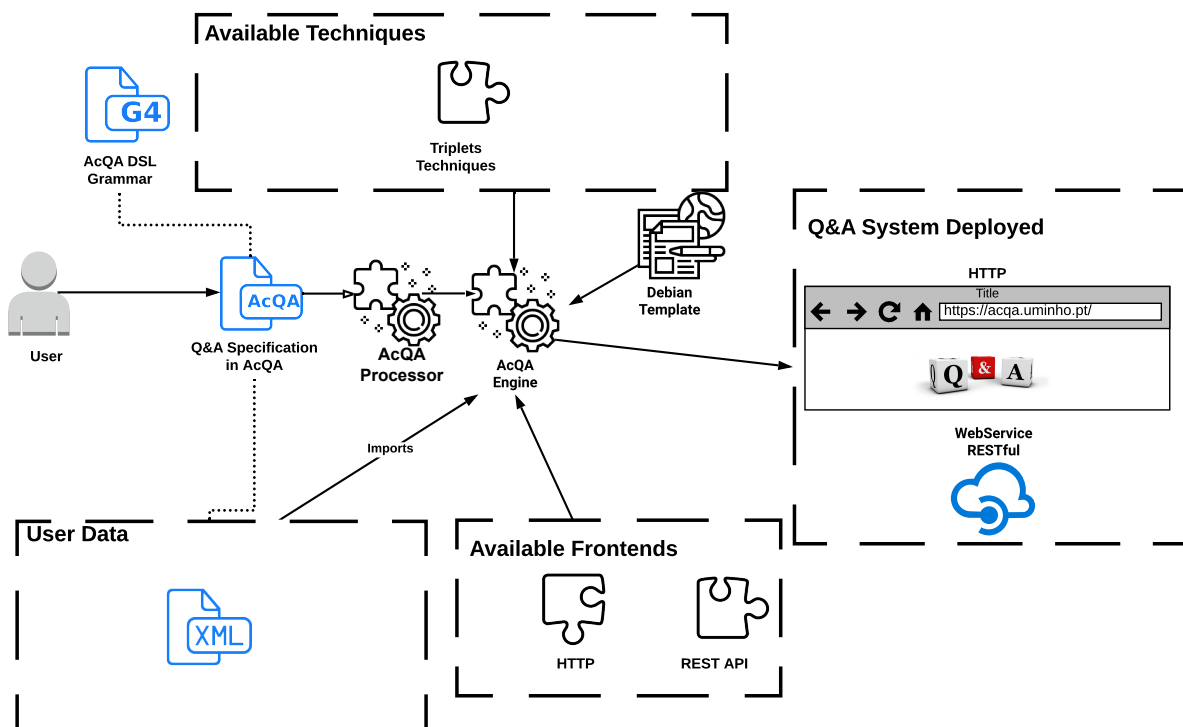 Available Techniques
G4
AcQA DSL
Grammar
Triplets
Techniques
Debian
Template
User
AcQA
Q&A Specification
in AcQA
AcQA
Processor
AcQA
Engine
Q&A System Deployed
HTTP
Title
https://acqa.uminho.pt/
Q & A
WebService
RESTful
Imports
User Data
XML
Available Frontends
HTTP
REST API